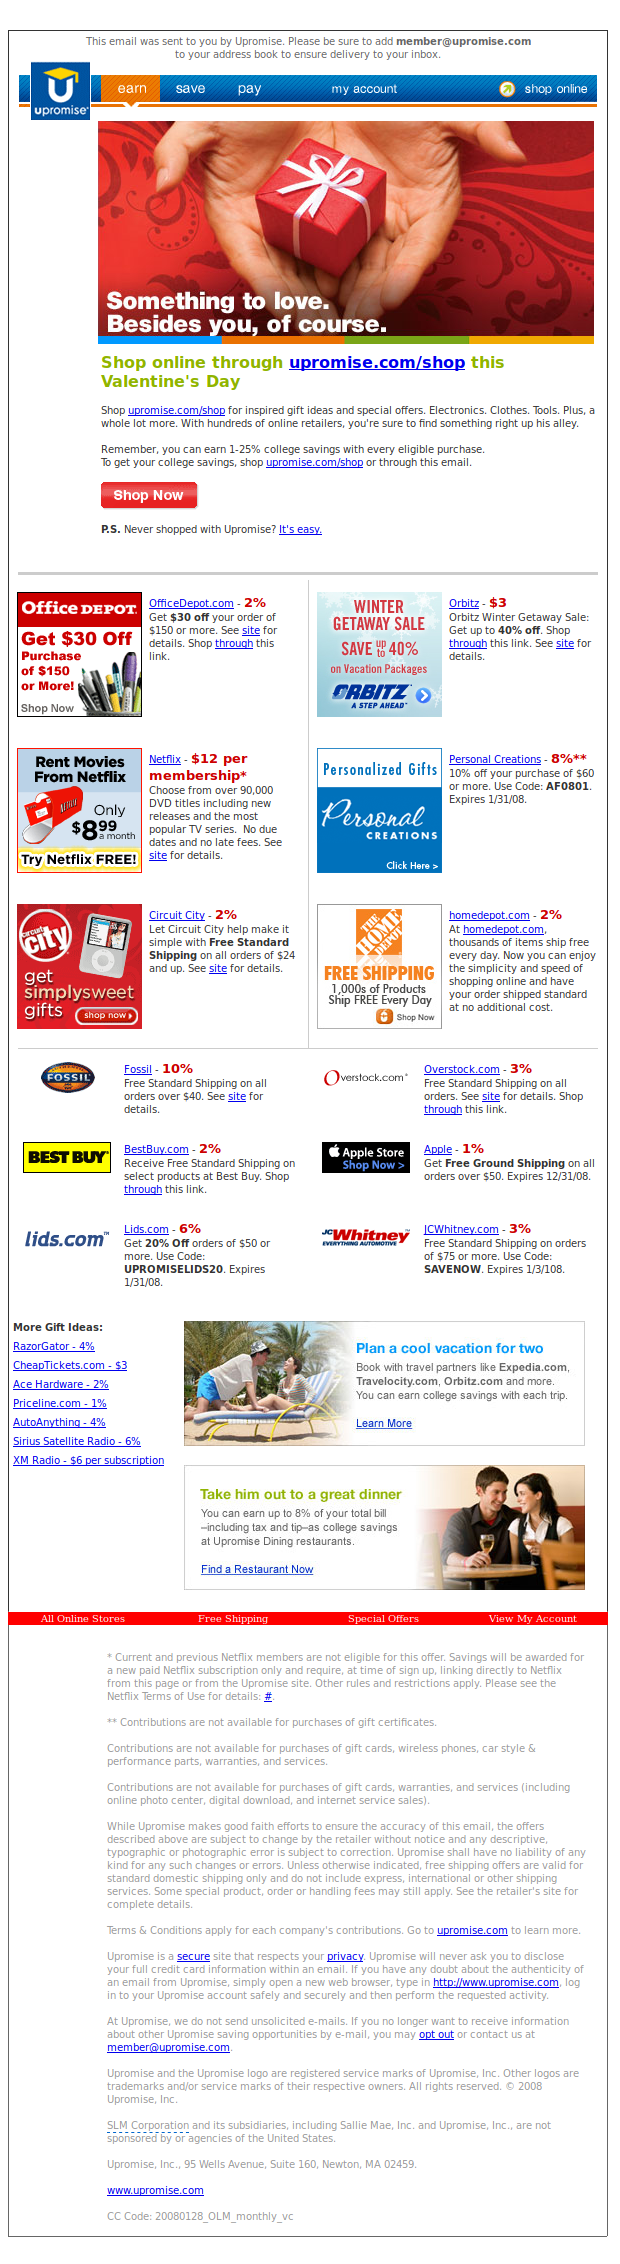 This email was sent to you by Upromise. Please be sure to add member@upromise.com
to your address book to ensure delivery to your inbox.
upromise
earn
save
pay
my account
shop online
Something to love.
Besides you, of course.
Shop online through upromise.com/shop this
Valentine's Day
Shop upromise.com/shop for inspired gift ideas and special offers. Electronics. Clothes. Tools. Plus, a
whole lot more. With hundreds of online retailers, you're sure to find something right up his alley.
Remember, you can earn 1-25% college savings with every eligible purchase.
To get your college savings, shop upromise.com/shop or through this email.
Shop Now
P.S. Never shopped with Upromise? It's easy.
Office DEPOT.
Get $30 Off
Purchase
of $150
or More!
Shop Now
OfficeDepot.com - 2%
Get $30 off your order of
$150 or more. See site for
details. Shop through this
link.
WINTER
GETAWAY SALE
SAVE up to 40%
on Vacation Packages
ORBITZ
A STEP AHEAD
Orbitz - $3
Orbitz Winter Getaway Sale:
Get up to 40% off. Shop
through this link. See site for
details.
Rent Movies
From Netflix
Only
$8.99
a month
Try Netflix FREE!
Netflix - $12 per
membership*
Choose from over 90,000
DVD titles including new
releases and the most
popular TV series.  No due
dates and no late fees. See
site for details.
Personalized Gifts
Personal
CREATIONS
Click Here >
Personal Creations - 8%**
10% off your purchase of $60
or more. Use Code: AF0801.
Expires 1/31/08.
circuit
city
get
simplysweet
gifts
shop now
Circuit City - 2%
Let Circuit City help make it
simple with Free Standard
Shipping on all orders of $24
and up. See site for details.
THE HOME DEPOT
FREE SHIPPING
1,000s of Products
Ship FREE Every Day
Shop Now
homedepot.com - 2%
At homedepot.com,
thousands of items ship free
every day. Now you can enjoy
the simplicity and speed of
shopping online and have
your order shipped standard
at no additional cost.
FOSSIL
Fossil - 10%
Free Standard Shipping on all
orders over $40. See site for
details.
Overstock.com
Overstock.com - 3%
Free Standard Shipping on all
orders. See site for details. Shop
through this link.
BEST BUY
BestBuy.com - 2%
Receive Free Standard Shipping on
select products at Best Buy. Shop
through this link.
Apple Store
Shop Now >
Apple - 1%
Get Free Ground Shipping on all
orders over $50. Expires 12/31/08.
lids.com™
Lids.com - 6%
Get 20% Off orders of $50 or
more. Use Code:
UPROMISELIDS20. Expires
1/31/08.
JC Whitney
EVERYTHING AUTOMOTIVE
JCWhitney.com - 3%
Free Standard Shipping on orders
of $75 or more. Use Code:
SAVENOW. Expires 1/3/108.
More Gift Ideas:
RazorGator - 4%
CheapTickets.com - $3
Ace Hardware - 2%
Priceline.com - 1%
AutoAnything - 4%
Sirius Satellite Radio - 6%
XM Radio - $6 per subscription
Plan a cool vacation for two
Book with travel partners like Expedia.com,
Travelocity.com, Orbitz.com and more.
You can earn college savings with each trip.
Learn More
Take him out to a great dinner
You can earn up to 8% of your total bill
–including tax and tip–as college savings
at Upromise Dining restaurants.
Find a Restaurant Now
All Online Stores
Free Shipping
Special Offers
View My Account
* Current and previous Netflix members are not eligible for this offer. Savings will be awarded for
a new paid Netflix subscription only and require, at time of sign up, linking directly to Netflix
from this page or from the Upromise site. Other rules and restrictions apply. Please see the
Netflix Terms of Use for details: #.
** Contributions are not available for purchases of gift certificates.
Contributions are not available for purchases of gift cards, wireless phones, car style &
performance parts, warranties, and services.
Contributions are not available for purchases of gift cards, warranties, and services (including
online photo center, digital download, and internet service sales).
While Upromise makes good faith efforts to ensure the accuracy of this email, the offers
described above are subject to change by the retailer without notice and any descriptive,
typographic or photographic error is subject to correction. Upromise shall have no liability of any
kind for any such changes or errors. Unless otherwise indicated, free shipping offers are valid for
standard domestic shipping only and do not include express, international or other shipping
services. Some special product, order or handling fees may still apply. See the retailer's site for
complete details.
Terms & Conditions apply for each company's contributions. Go to upromise.com to learn more.
Upromise is a secure site that respects your privacy. Upromise will never ask you to disclose
your full credit card information within an email. If you have any doubt about the authenticity of
an email from Upromise, simply open a new web browser, type in http://www.upromise.com, log
in to your Upromise account safely and securely and then perform the requested activity.
At Upromise, we do not send unsolicited e-mails. If you no longer want to receive information
about other Upromise saving opportunities by e-mail, you may opt out or contact us at
member@upromise.com.
Upromise and the Upromise logo are registered service marks of Upromise, Inc. Other logos are
trademarks and/or service marks of their respective owners. All rights reserved. © 2008
Upromise, Inc.
SLM Corporation and its subsidiaries, including Sallie Mae, Inc. and Upromise, Inc., are not
sponsored by or agencies of the United States.
Upromise, Inc., 95 Wells Avenue, Suite 160, Newton, MA 02459.
www.upromise.com
CC Code: 20080128_OLM_monthly_vc